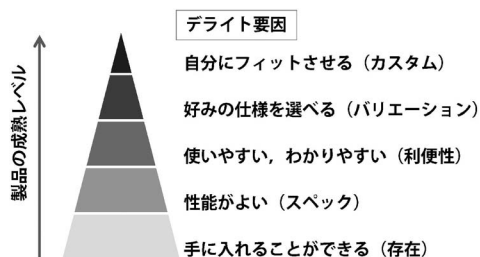 デライト要因
自分にフィットさせる（カスタム）
好みの仕様を選べる（バリエーション）
使いやすい，わかりやすい（利便性）
性能がよい（スペック）
手に入れることができる（存在）
製品の成熟レベル